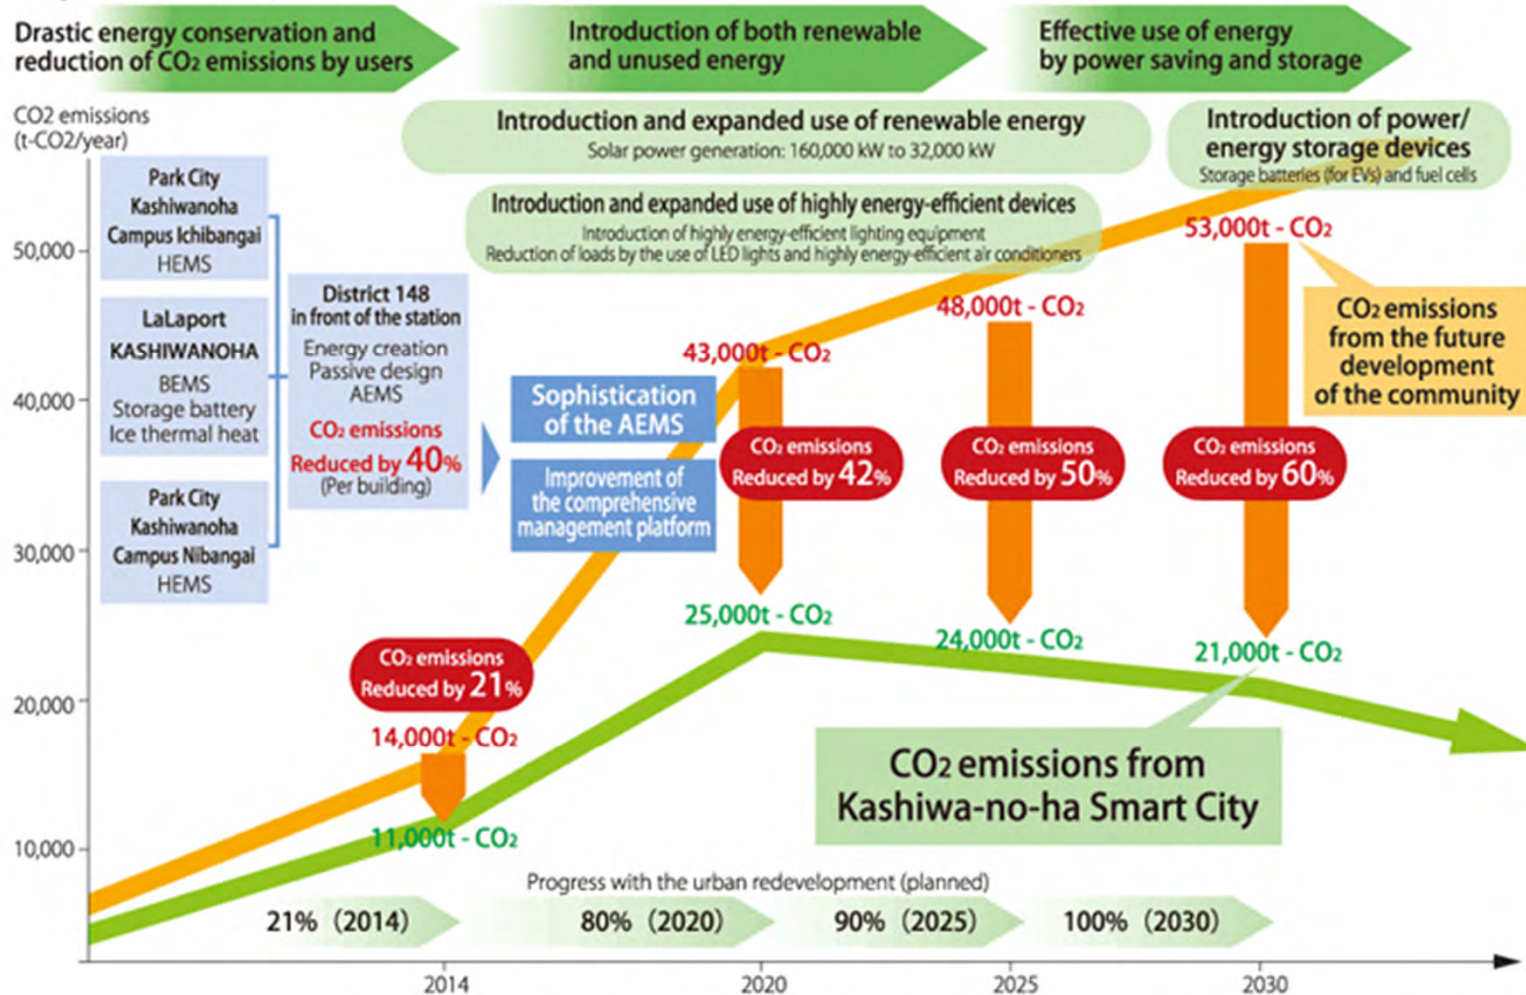 Drastic energy conservation and
reduction of CO2 emissions by users
Introduction of both renewable
and unused energy
Effective use of energy
by power saving and storage
CO2 emissions
(t-CO2/year)
Introduction and expanded use of renewable energy
Solar power generation: 160,000 kW to 32,000 kW
Introduction of power/
energy storage devices
Storage batteries (for EVs) and fuel cells
Introduction and expanded use of highly energy-efficient devices
Introduction of highly energy-efficient lighting equipment
Reduction of loads by the use of LED lights and highly energy-efficient air conditioners
50,000
40,000
30,000
20,000
10,000
Park City
Kashiwanoha
Campus Ichibangai
HEMS
LaLaport
KASHIWANOHA
BEMS
Storage battery
Ice thermal heat
Park City
Kashiwanoha
Campus Nibangai
HEMS
District 148
in front of the station
Energy creation
Passive design
AEMS
CO2 emissions
Reduced by 40%
(Per building)
Sophistication
of the AEMS
Improvement of
the comprehensive
management platform
CO2 emissions
Reduced by 21%
14,000t - CO2
11,000t - CO2
43,000t - CO2
CO2 emissions
Reduced by 42%
25,000t - CO2
48,000t - CO2
CO2 emissions
Reduced by 50%
24,000t - CO2
53,000t - CO2
CO2 emissions
Reduced by 60%
21,000t - CO2
CO2 emissions
from the future
development
of the community
CO2 emissions from
Kashiwa-no-ha Smart City
Progress with the urban redevelopment (planned)
21% (2014)
80% (2020)
90% (2025)
100% (2030)
2014
2020
2025
2030